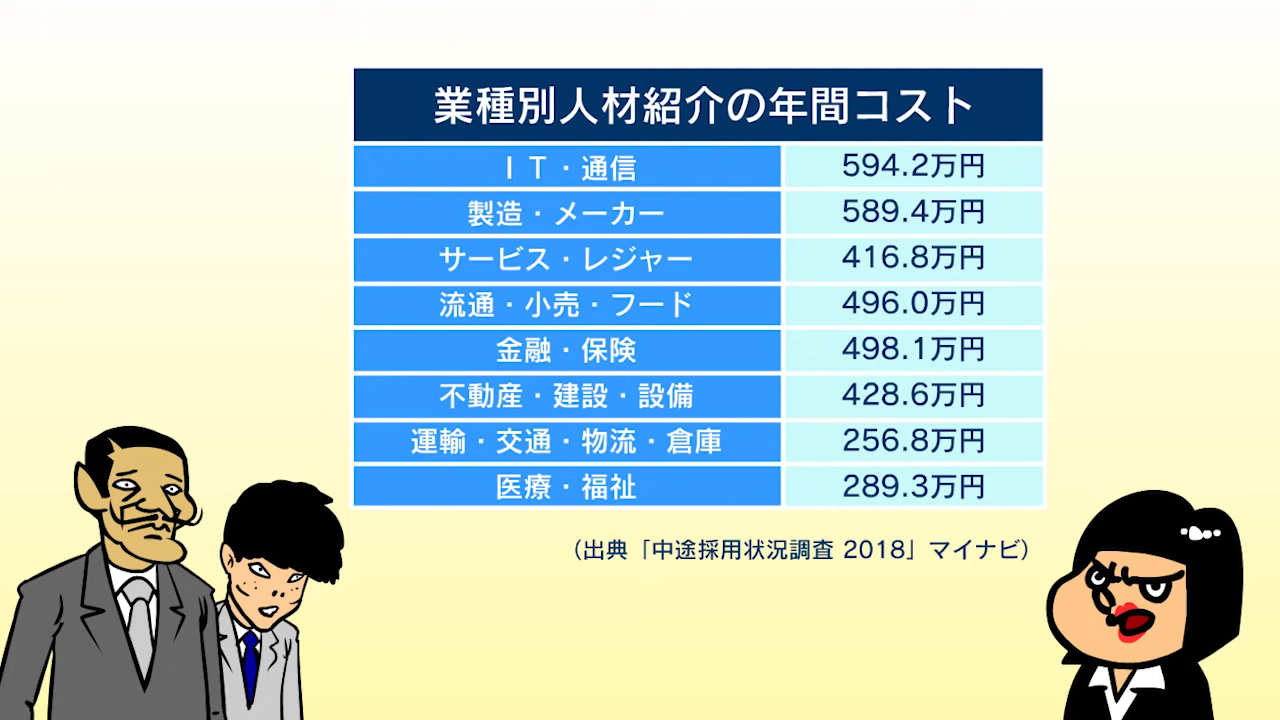 業種別人材紹介の年間コスト
IT・通信 594.2万円
製造・メーカー 589.4万円
サービス・レジャー 416.8万円
流通・小売・フード 496.0万円
金融・保険 498.1万円
不動産・建設・設備 428.6万円
運輸・交通・物流・倉庫 256.8万円
医療・福祉 289.3万円
（出典「中途採用状況調査 2018」マイナビ）